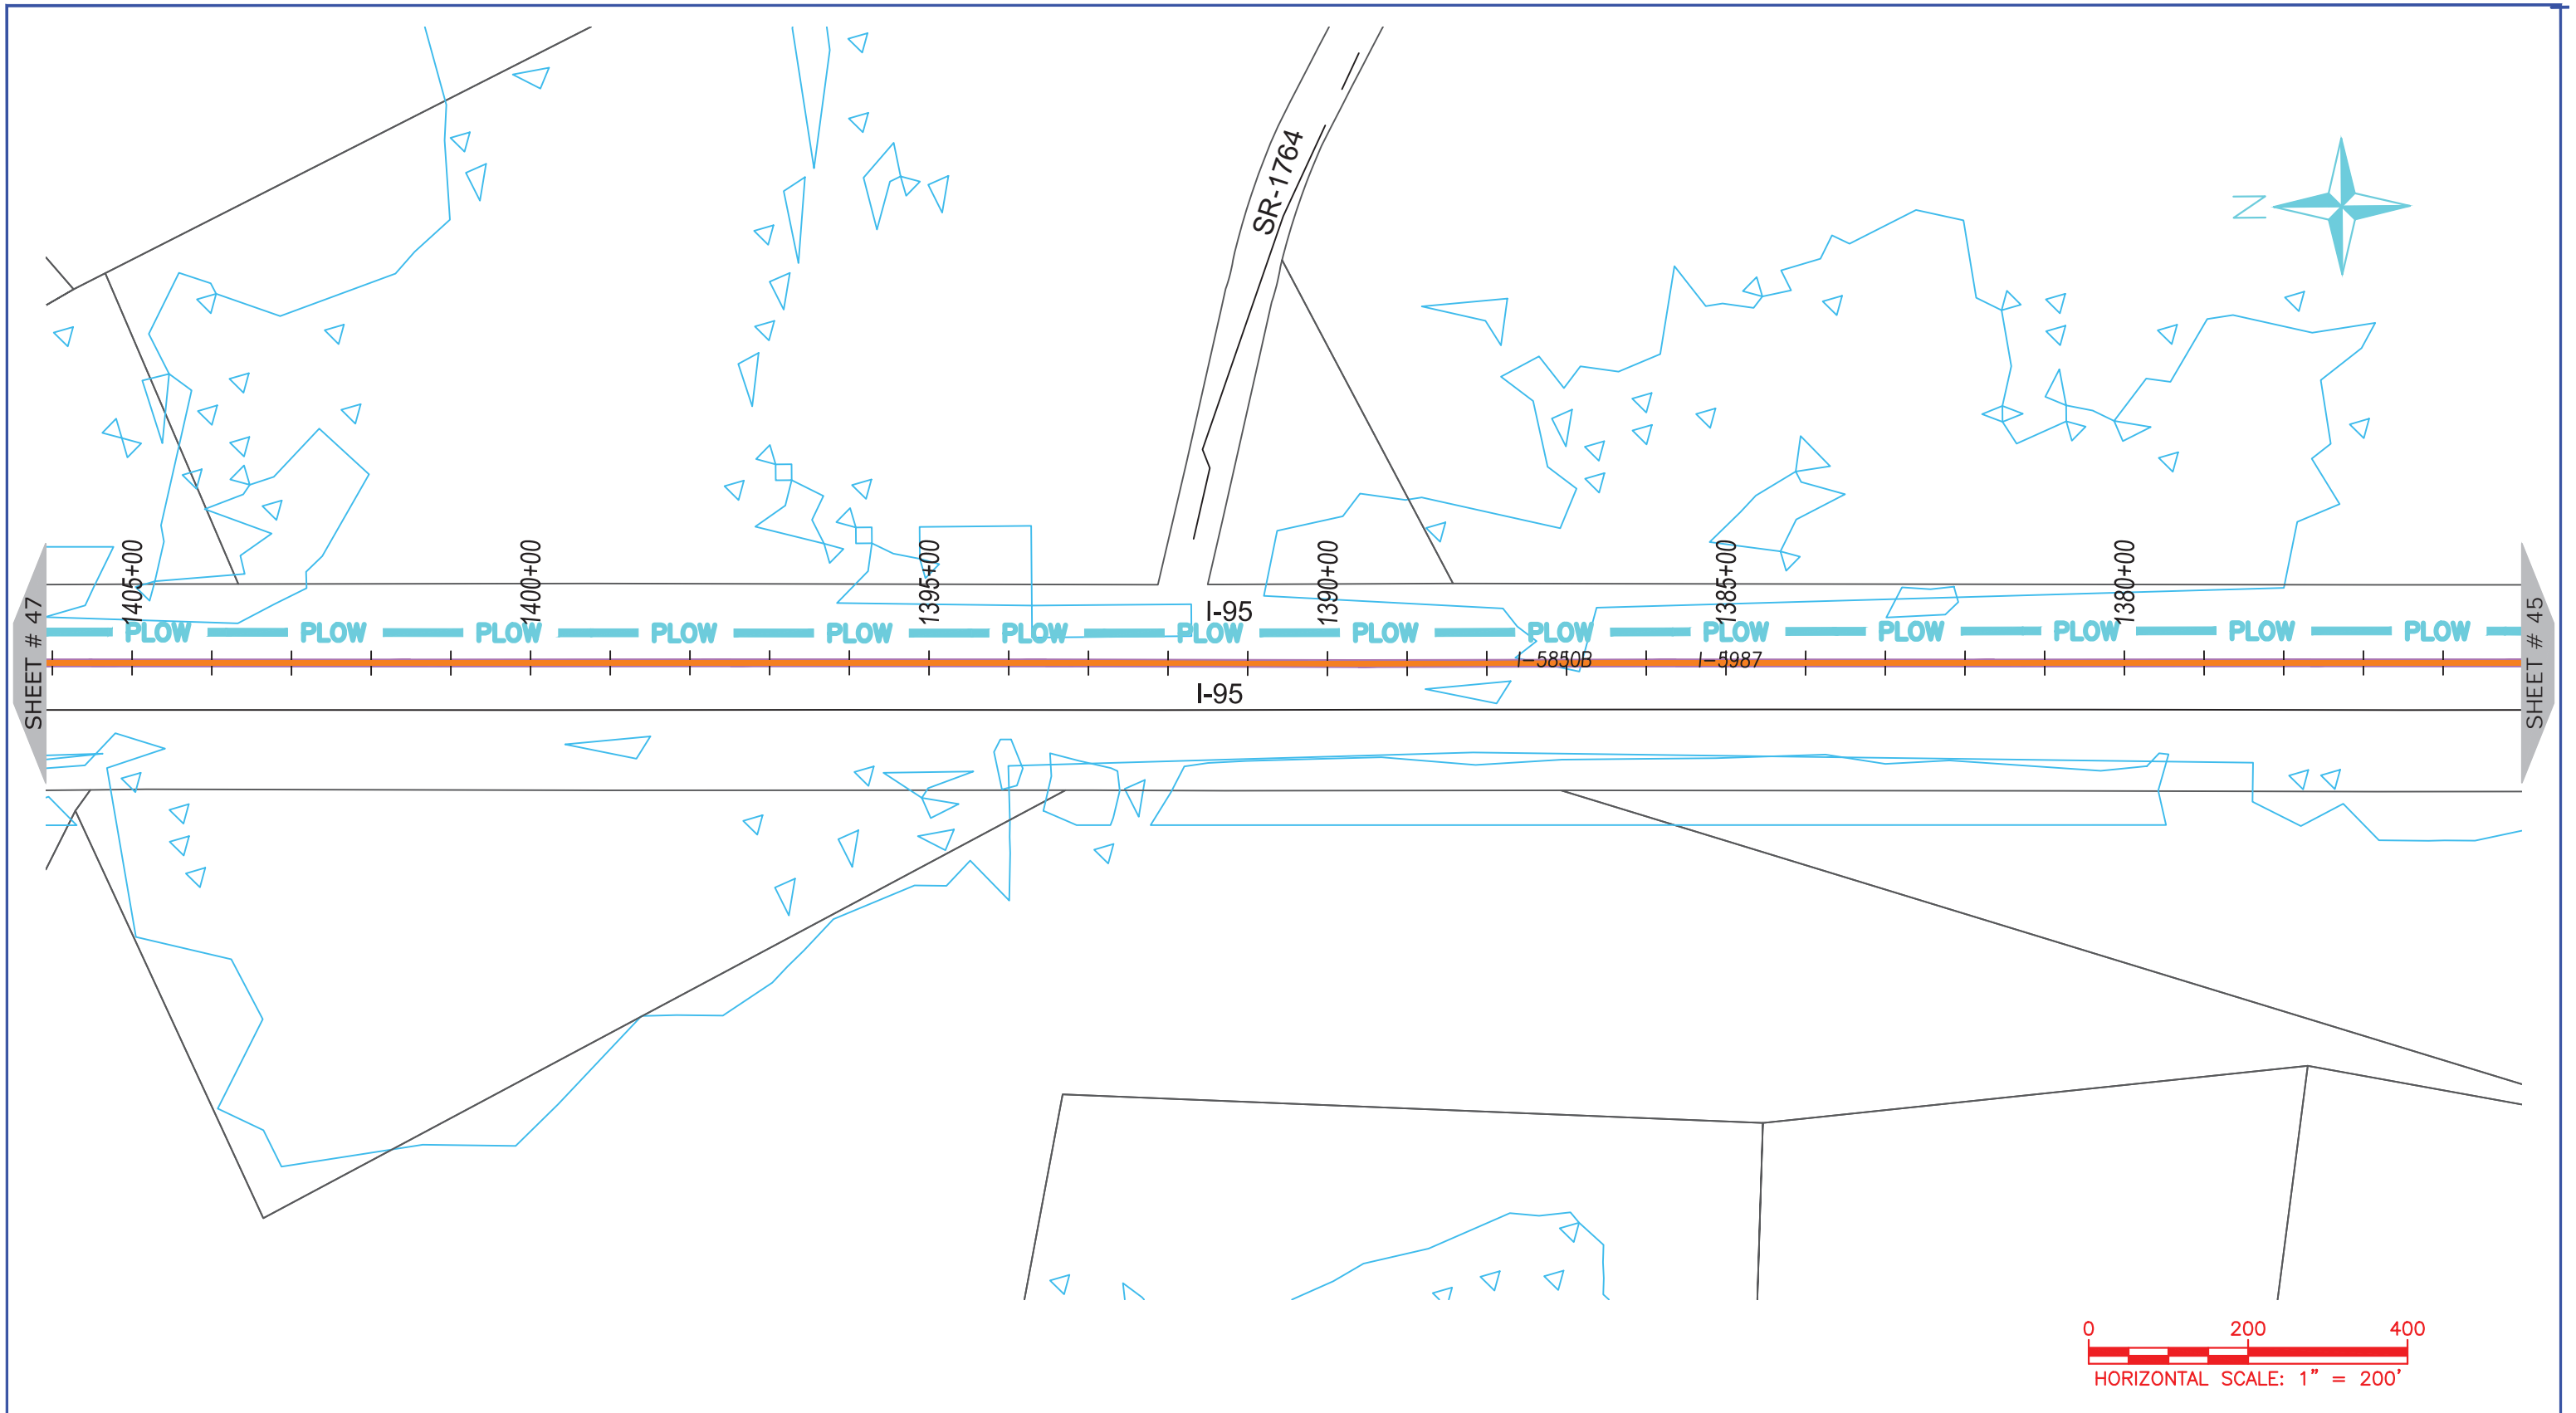 SR-1764
N
1405+00
1400+00
1395+00
1390+00
1385+00
1380+00
I-95
PLOW PLOW PLOW PLOW PLOW PLOW PLOW PLOW PLOW PLOW PLOW PLOW PLOW PLOW
SHEET # 47
I-5850B
I-5987
SHEET # 45
I-95
0 200 400
HORIZONTAL SCALE: 1” = 200’